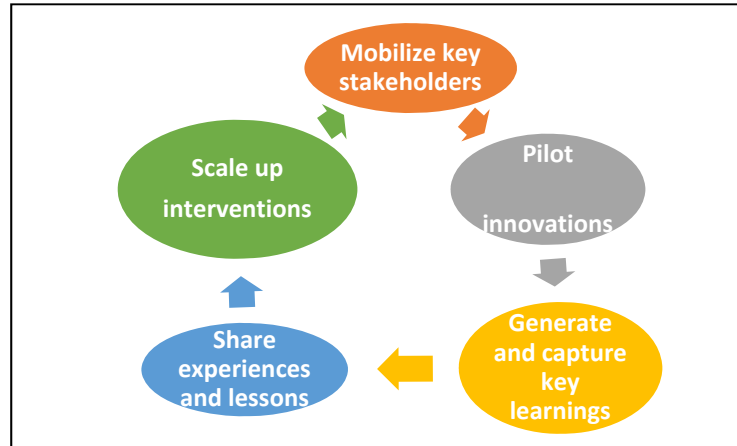 Mobilize key
stakeholders
Pilot
innovations
Generate
and capture
key
learnings
Share
experiences
and lessons
Scale up
interventions